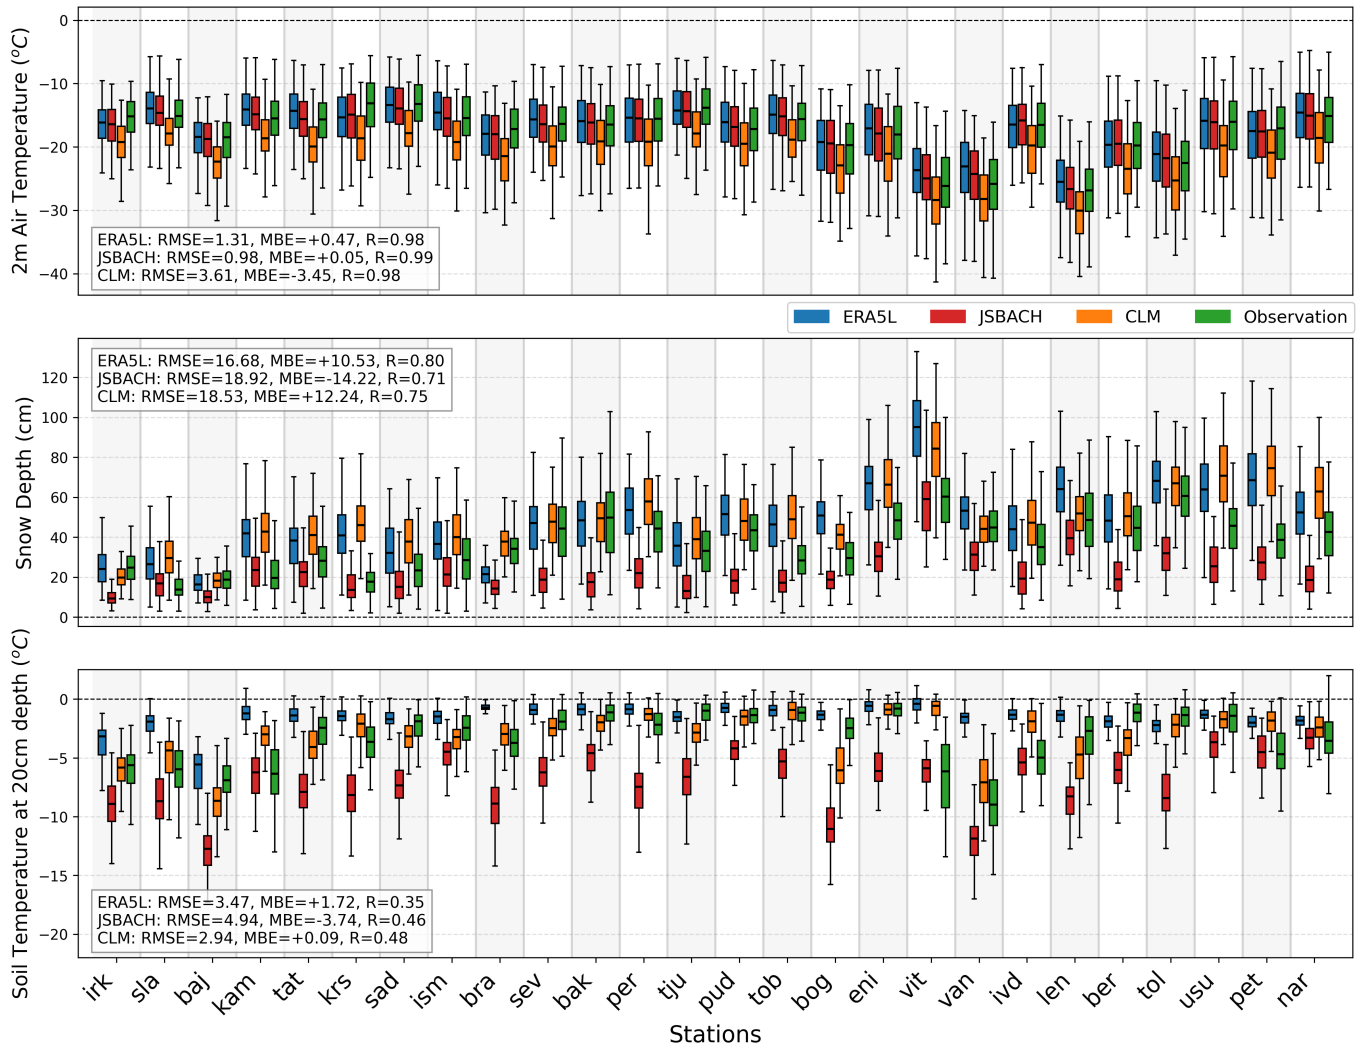 2m Air Temperature (°C)
0
−10
−20
−30
−40
ERA5L: RMSE=1.31, MBE=+0.47, R=0.98
JSBACH: RMSE=0.98, MBE=+0.05, R=0.99
CLM: RMSE=3.61, MBE=-3.45, R=0.98
ERA5L JSBACH CLM Observation
Snow Depth (cm)
120
100
80
60
40
20
0
ERA5L: RMSE=16.68, MBE=+10.53, R=0.80
JSBACH: RMSE=18.92, MBE=-14.22, R=0.71
CLM: RMSE=18.53, MBE=+12.24, R=0.75
Soil Temperature at 20cm depth (°C)
0
−5
−10
−15
−20
ERA5L: RMSE=3.47, MBE=+1.72, R=0.35
JSBACH: RMSE=4.94, MBE=-3.74, R=0.46
CLM: RMSE=2.94, MBE=+0.09, R=0.48
irk sla baj kam tat krs sad ism bra sev bak per tju pud tob bog eni vit van ivd len ber tol usu pet nar
Stations